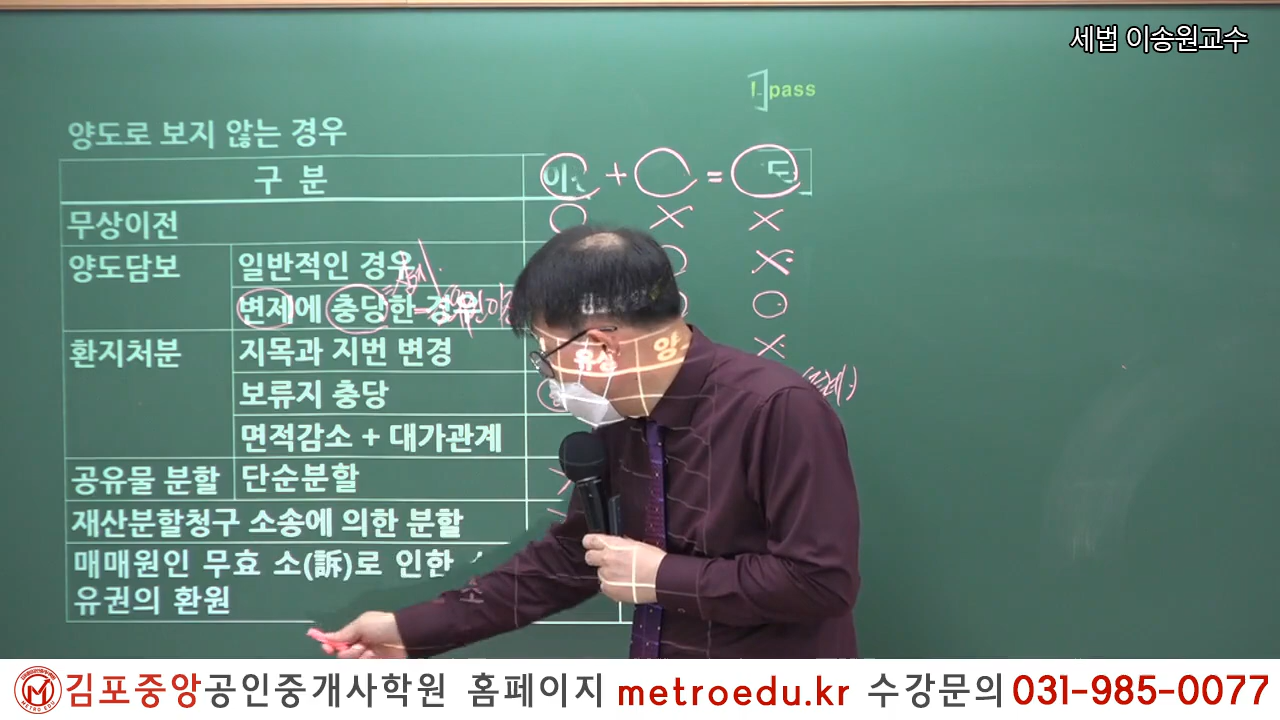 세법 이송원교수
pass
양도로 보지 않는 경우
구 분
+ =
무상이전
양도담보 일반적인 경우
변제에 충당한 경우
환지처분 지목과 지번 변경
유상 양
보류지 충당
면적감소 + 대가관계
공유물 분할 단순분할
재산분할청구 소송에 의한 분할
매매원인 무효 소(訴)로 인한
유권의 환원
METRO EDU
김포중앙공인중개사학원 홈페이지 metroedu.kr 수강문의 031-985-0077